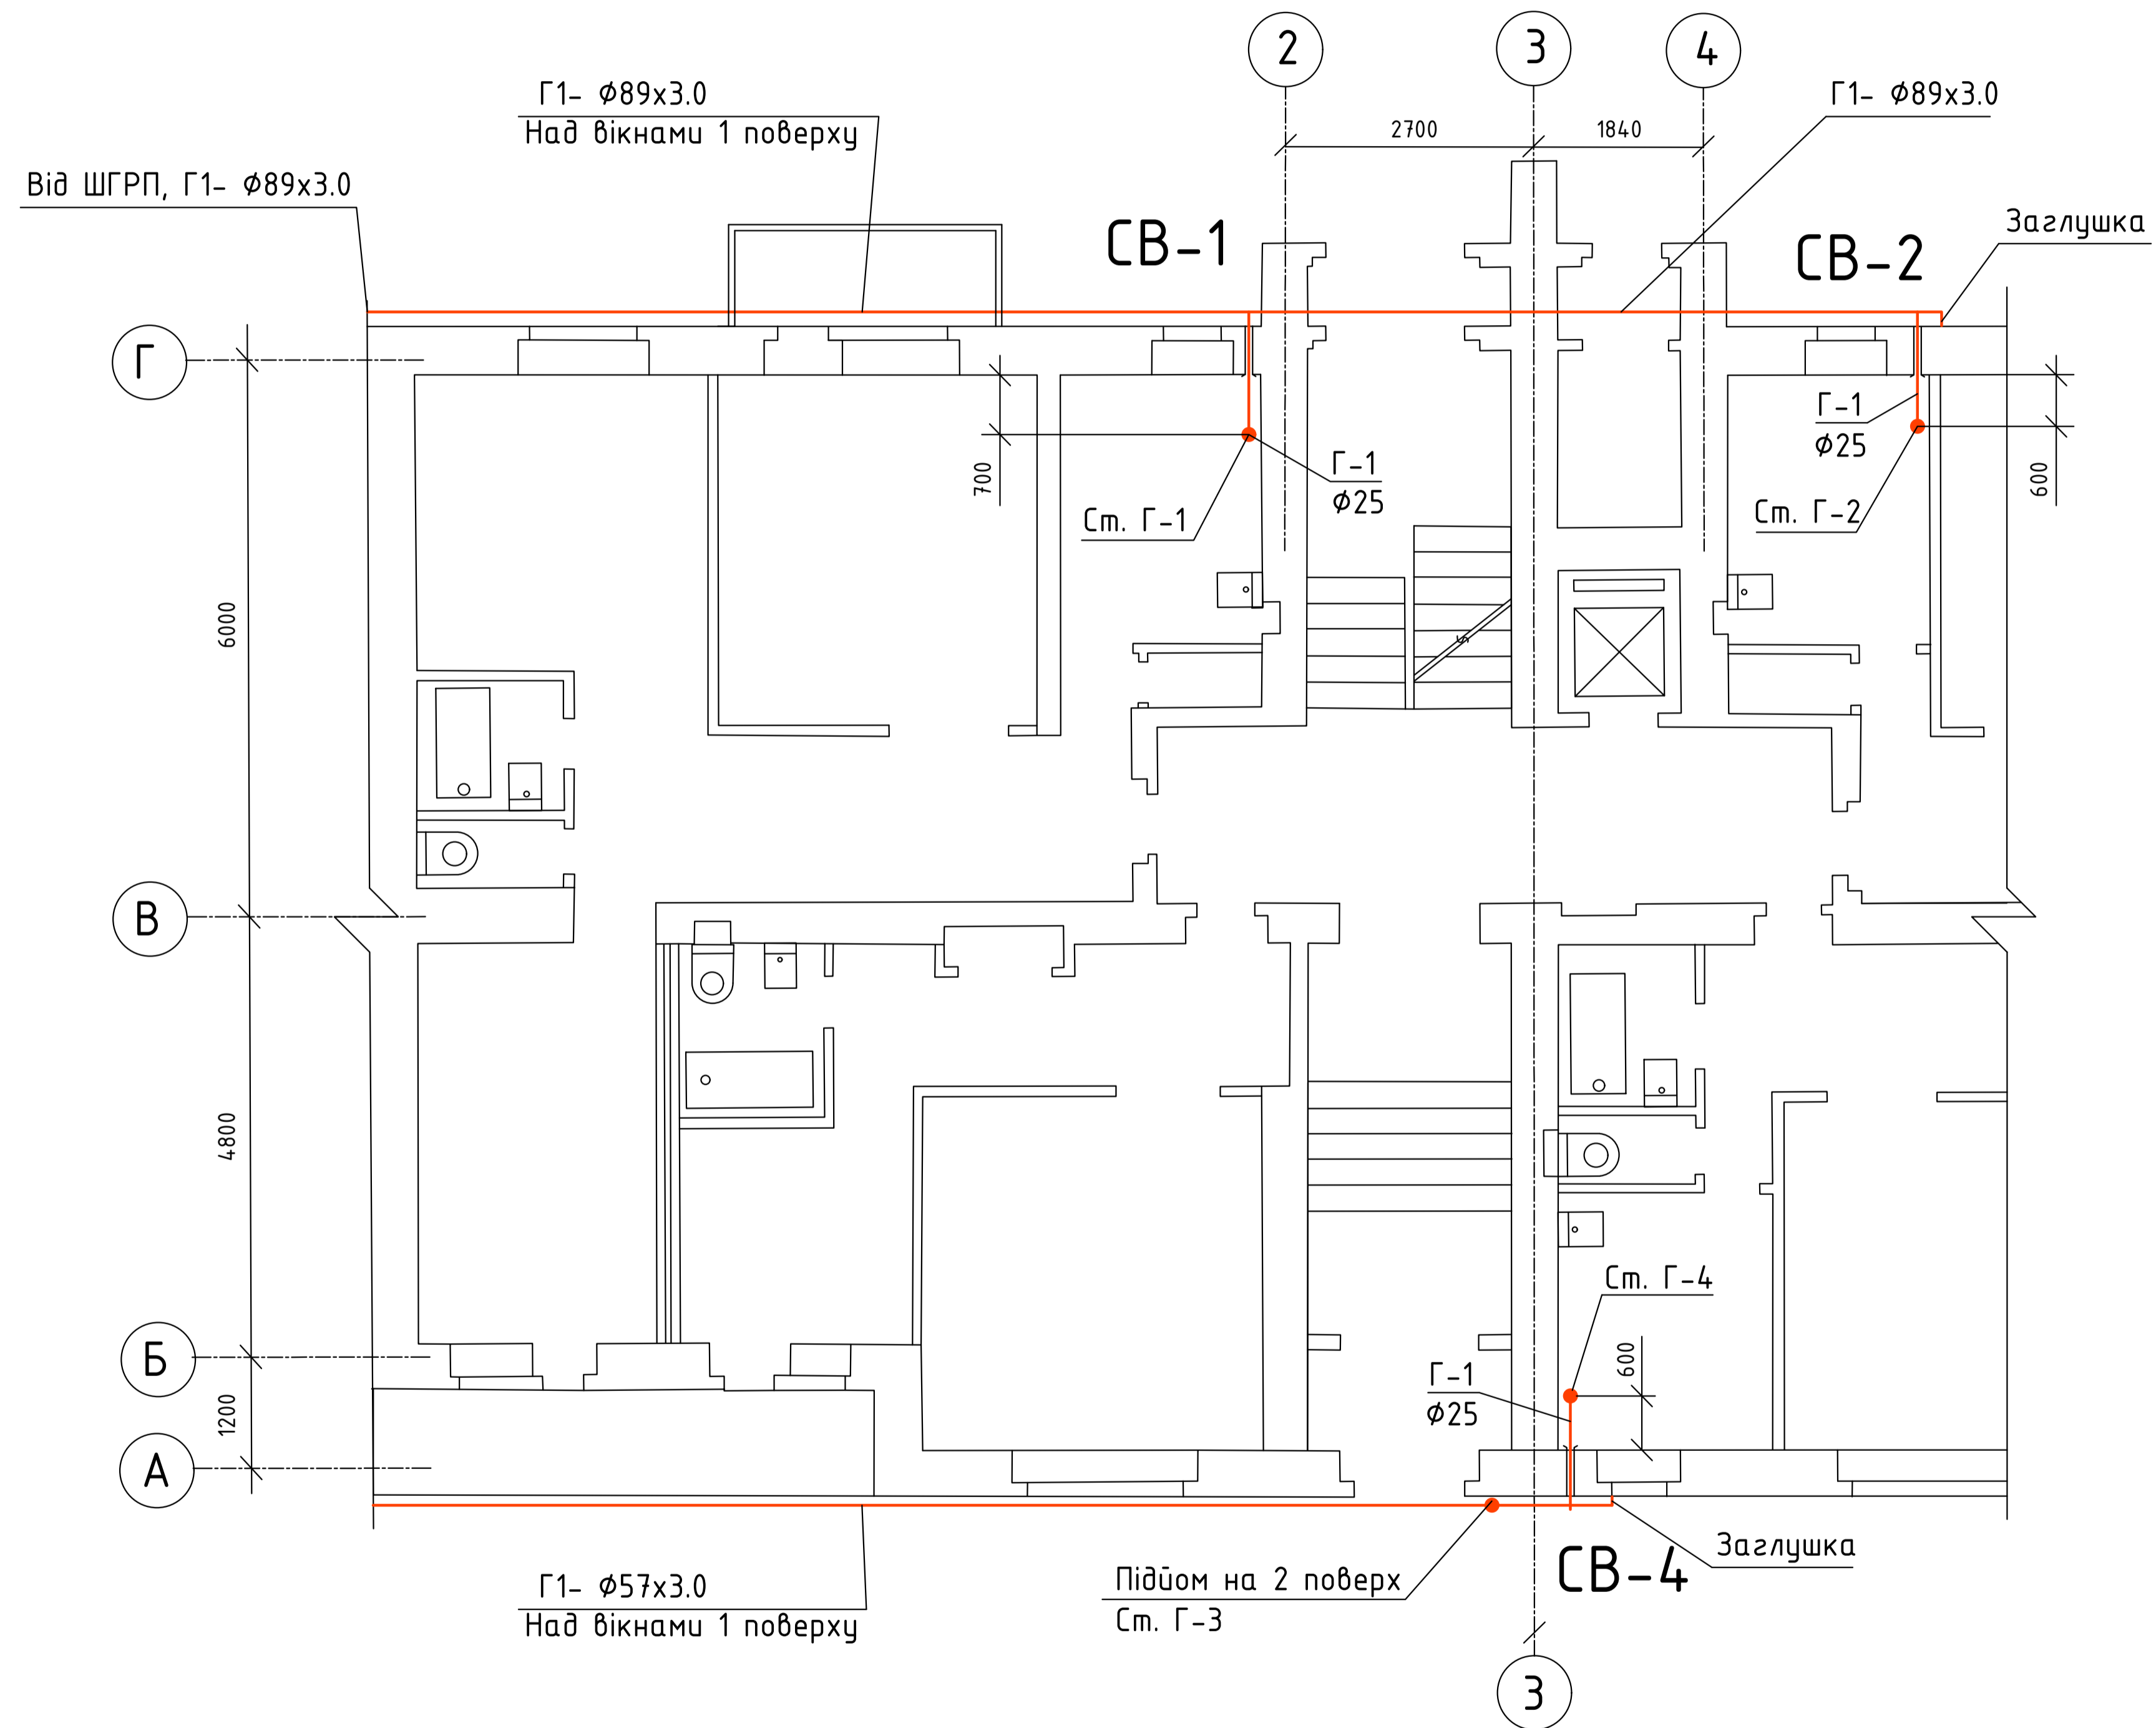 2
3
4
Г1- Ø89x3.0
Над вікнами 1 поверху
Г1- Ø89x3.0
2700
1840
Від ШГРП, Г1- Ø89x3.0
СВ-1
СВ-2
Заглушка
Г
Г-1
Ø25
700
Г-1
Ø25
600
Ст. Г-1
Ст. Г-2
6000
В
4800
Ст. Г-4
Б
600
Г-1
Ø25
1200
А
Заглушка
СВ-4
Г1- Ø57x3.0
Над вікнами 1 поверху
Підйом на 2 поверх
Ст. Г-3
3